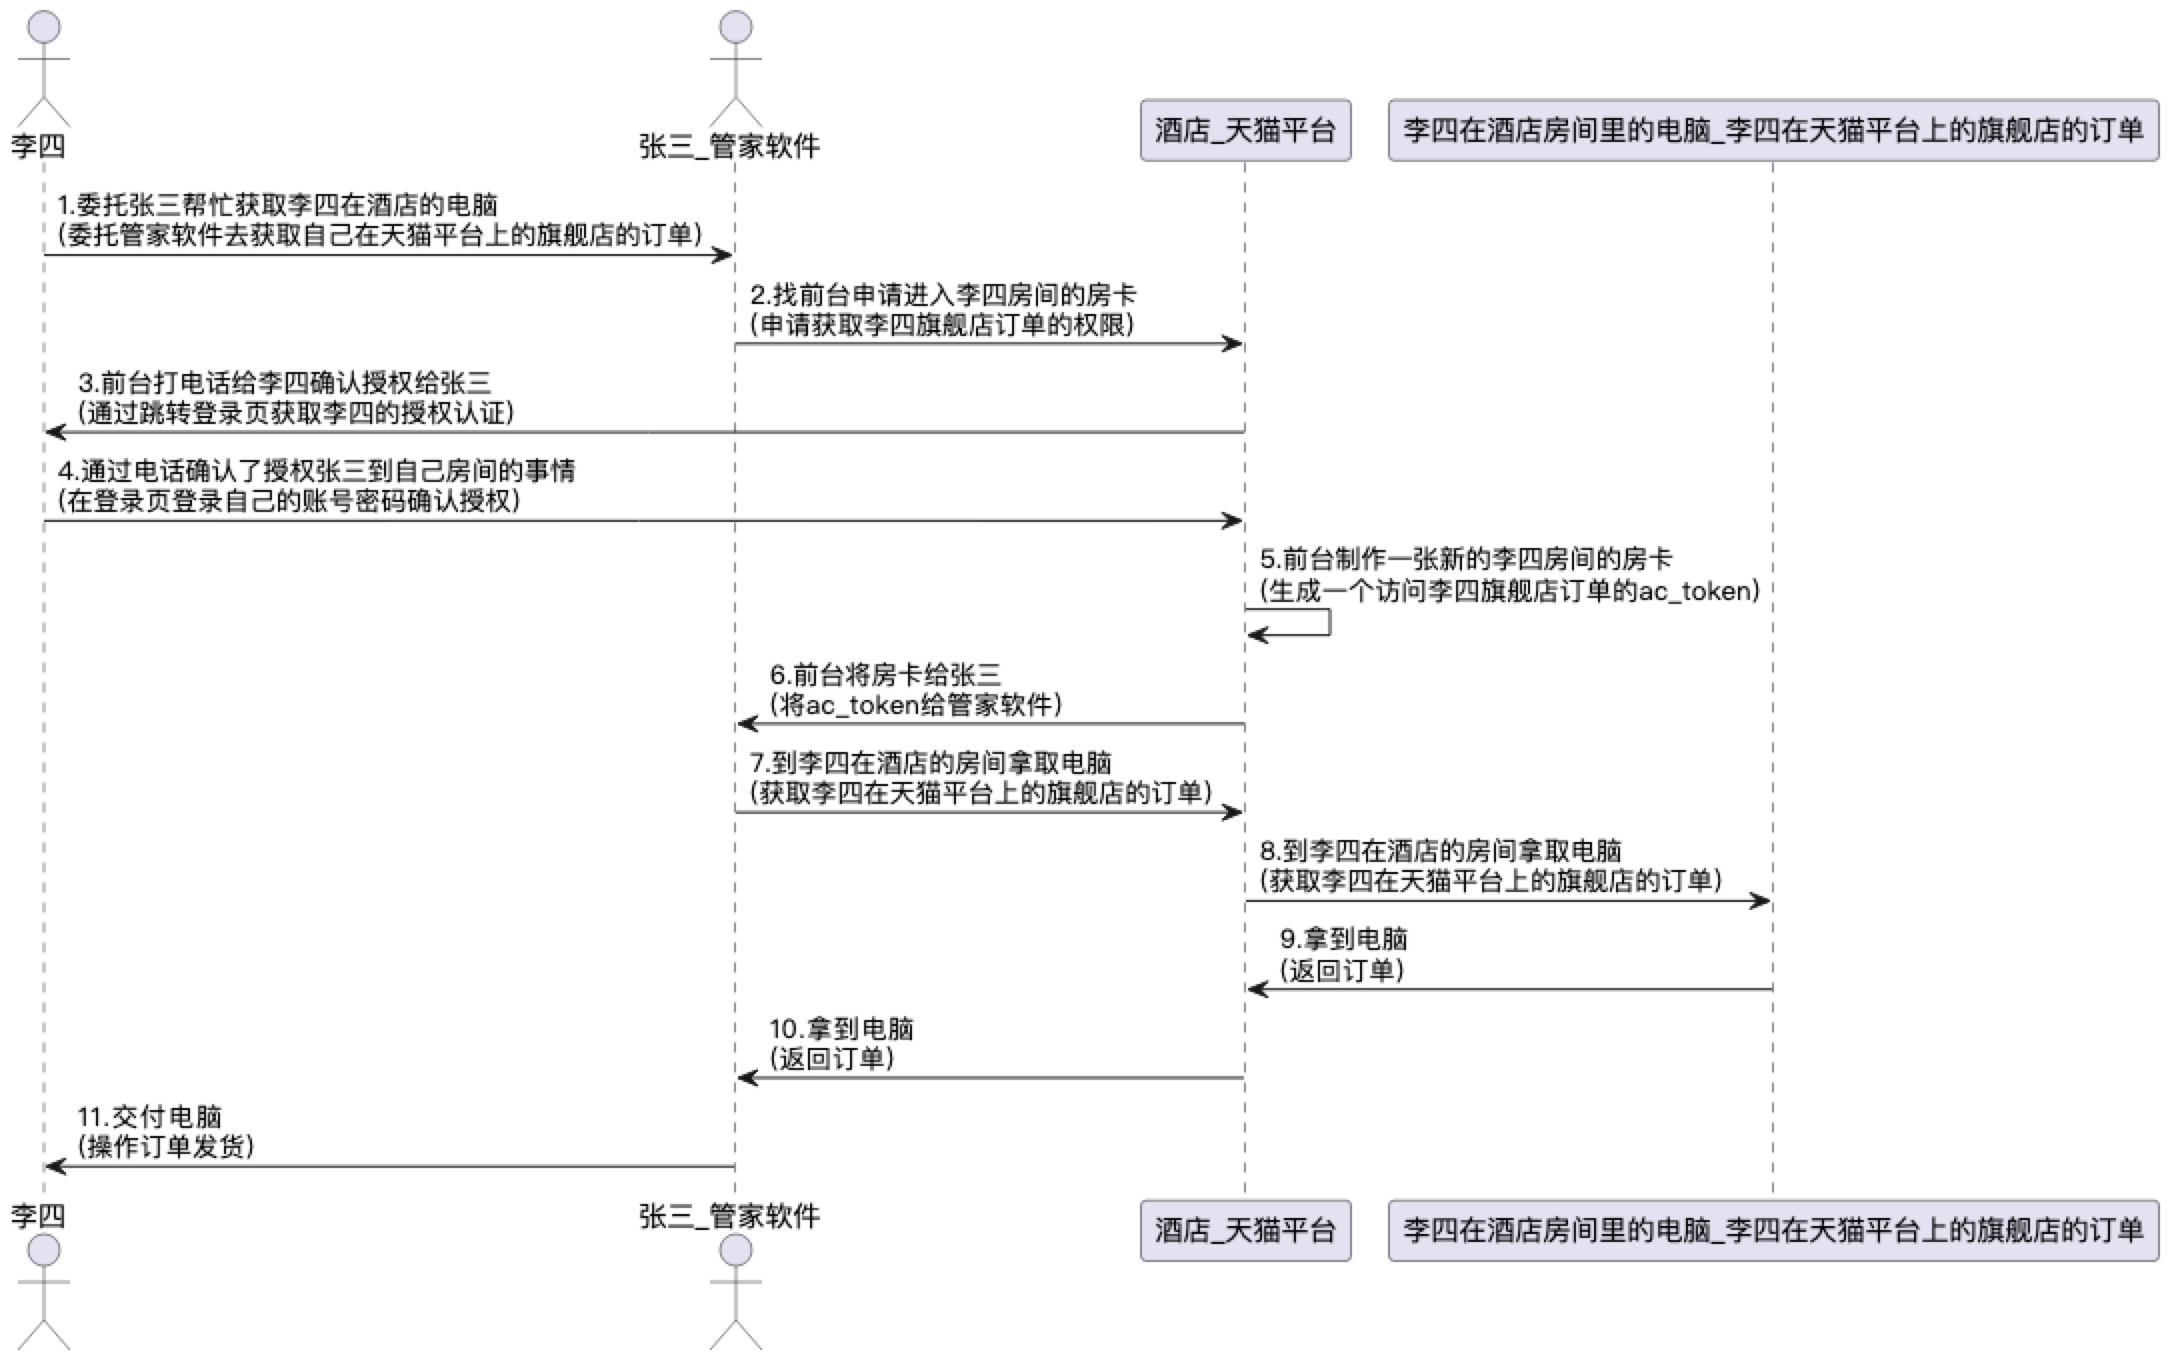 李四
张三_管家软件
酒店_天猫平台
李四在酒店房间里的电脑_李四在天猫平台上的旗舰店的订单
1.委托张三帮忙获取李四在酒店的电脑
(委托管家软件去获取自己在天猫平台上的旗舰店的订单)
2.找前台申请进入李四房间的房卡
(申请获取李四旗舰店订单的权限)
3.前台打电话给李四确认授权给张三
(通过跳转登录页获取李四的授权认证)
4.通过电话确认了授权张三到自己房间的事情
(在登录页登录自己的账号密码确认授权)
5.前台制作一张新的李四房间的房卡
(生成一个访问李四旗舰店订单的ac_token)
6.前台将房卡给张三
(将ac_token给管家软件)
7.到李四在酒店的房间拿取电脑
(获取李四在天猫平台上的旗舰店的订单)
8.到李四在酒店的房间拿取电脑
(获取李四在天猫平台上的旗舰店的订单)
9.拿到电脑
(返回订单)
10.拿到电脑
(返回订单)
11.交付电脑
(操作订单发货)
李四
张三_管家软件
酒店_天猫平台
李四在酒店房间里的电脑_李四在天猫平台上的旗舰店的订单